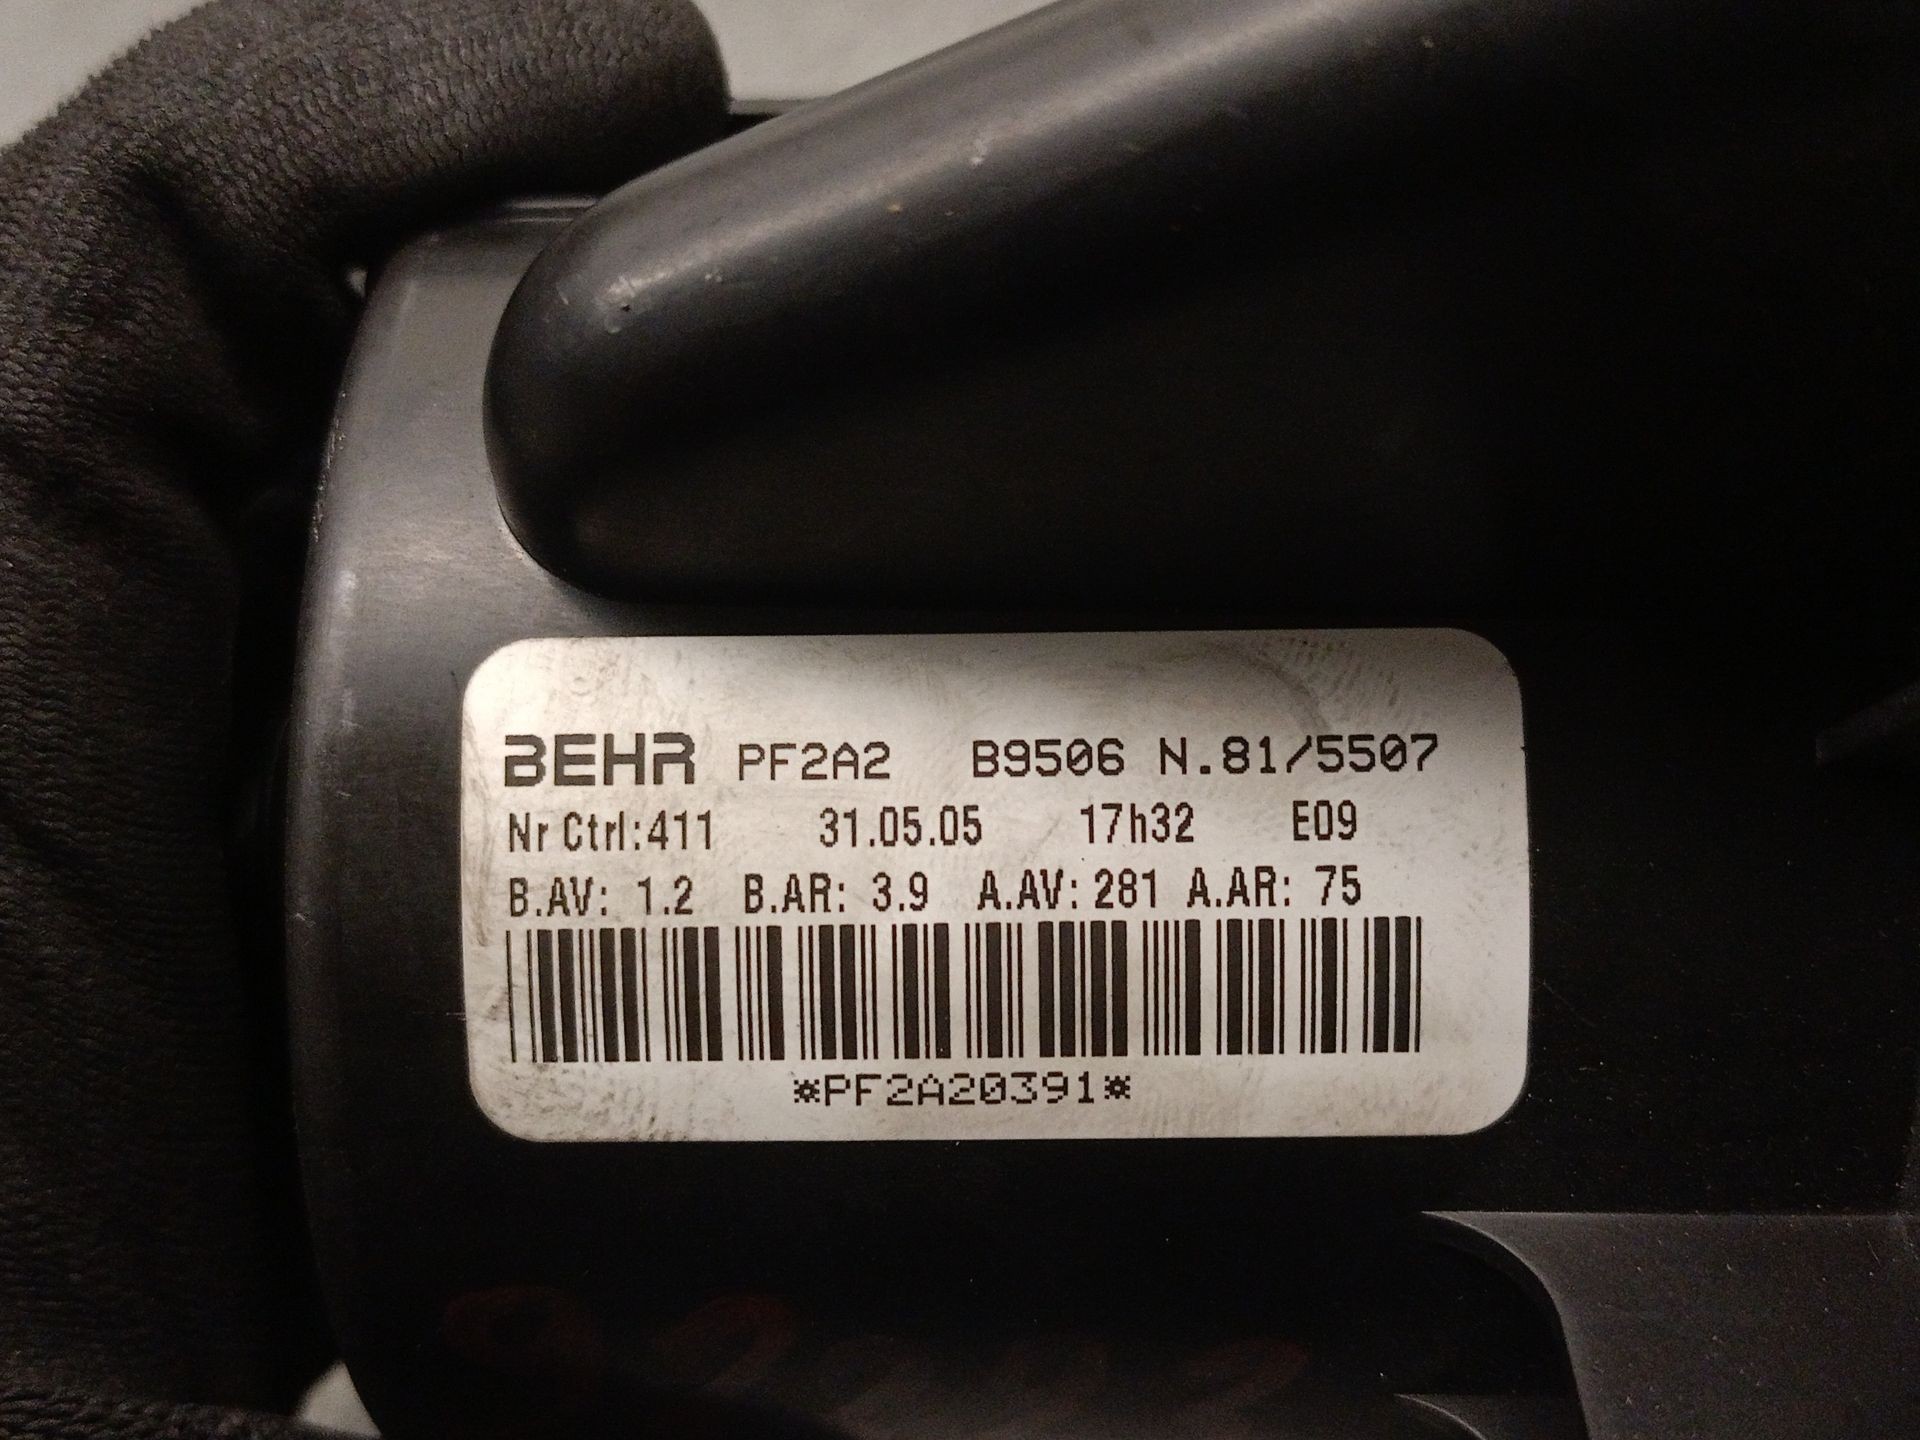 BEHR PF2A2 B9506 N.81/5507
Nr Ctrl:411 31.05.05 17h32 E09
B.AV: 1.2 B.AR: 3.9 A.AV: 281 A.AR: 75
*PF2A20391*